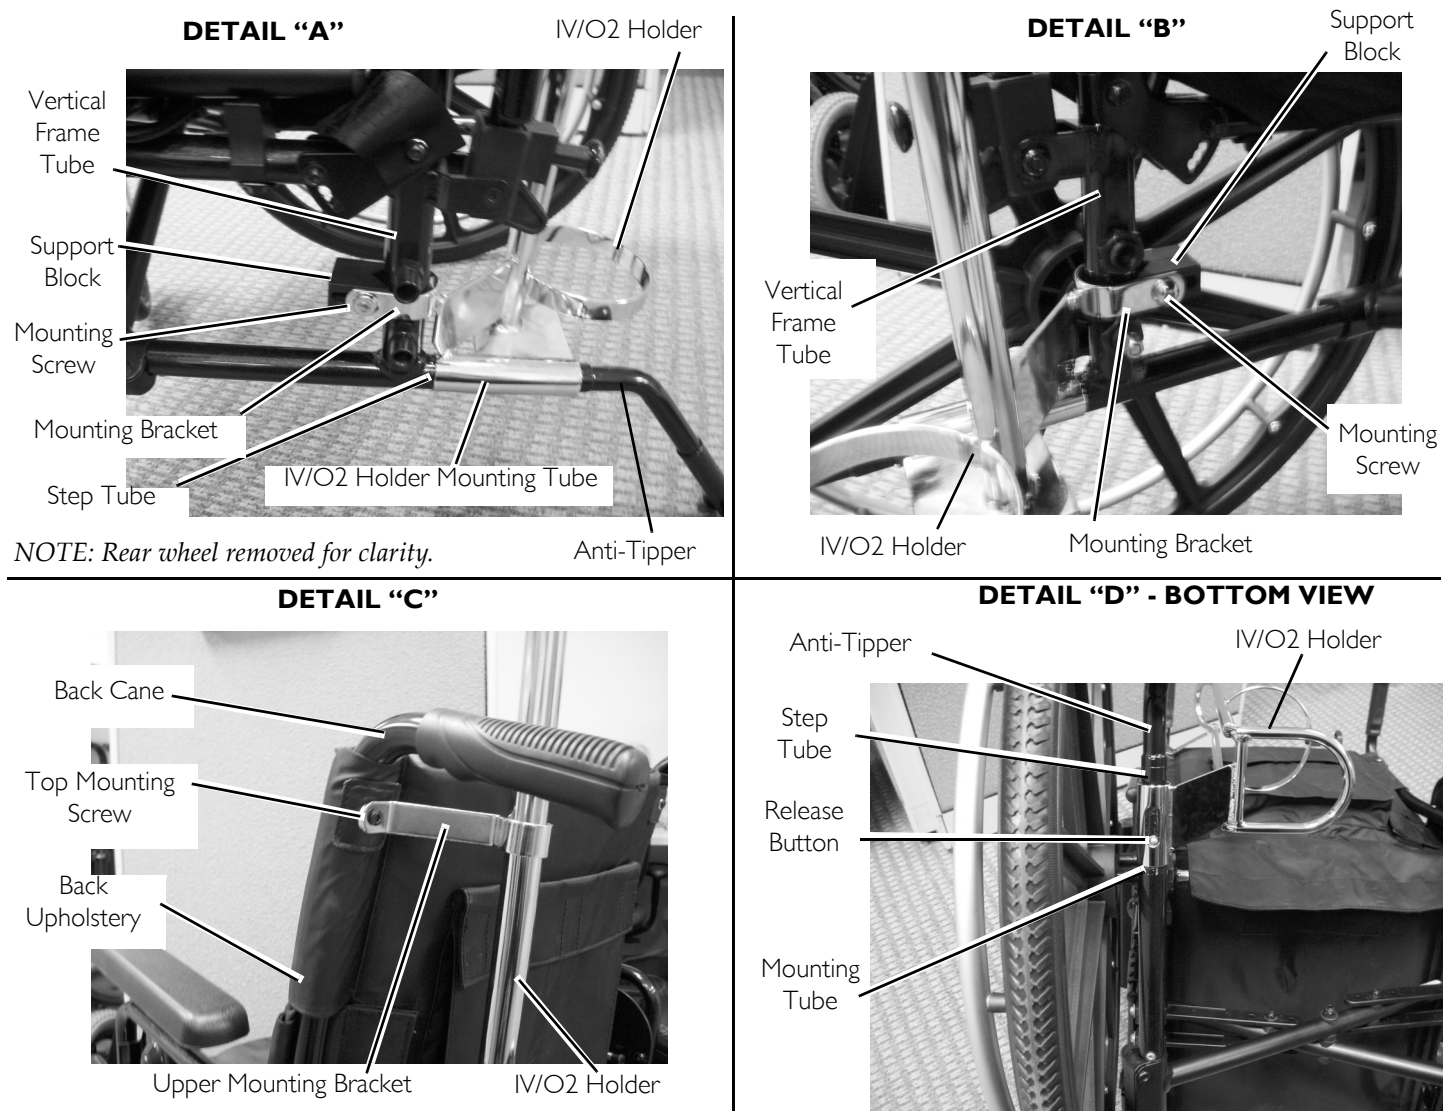 DETAIL “A”
IV/O2 Holder
Vertical
Frame
Tube
Support
Block
Mounting
Screw
Mounting Bracket
Step Tube
IV/O2 Holder Mounting Tube
NOTE: Rear wheel removed for clarity.
Anti-Tipper
DETAIL “B”
Support
Block
Vertical
Frame
Tube
Mounting
Screw
IV/O2 Holder
Mounting Bracket
DETAIL “C”
Back Cane
Top Mounting
Screw
Back
Upholstery
Upper Mounting Bracket
IV/O2 Holder
DETAIL “D” - BOTTOM VIEW
Anti-Tipper
IV/O2 Holder
Step
Tube
Release
Button
Mounting
Tube